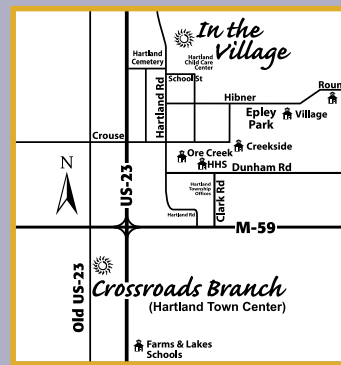 In the
Village
Hartland
Cemetery
Hartland
Child Care
Center
School St
Hartland Rd
Hibner
Roun
Epley
Park
Village
Crouse
Creekside
Ore Creek
HHS
Dunham Rd
N
US-23
Hartland
Township
Offices
Clark Rd
Hartland Rd
M-59
Old US-23
Crossroads Branch
(Hartland Town Center)
Farms & Lakes
Schools